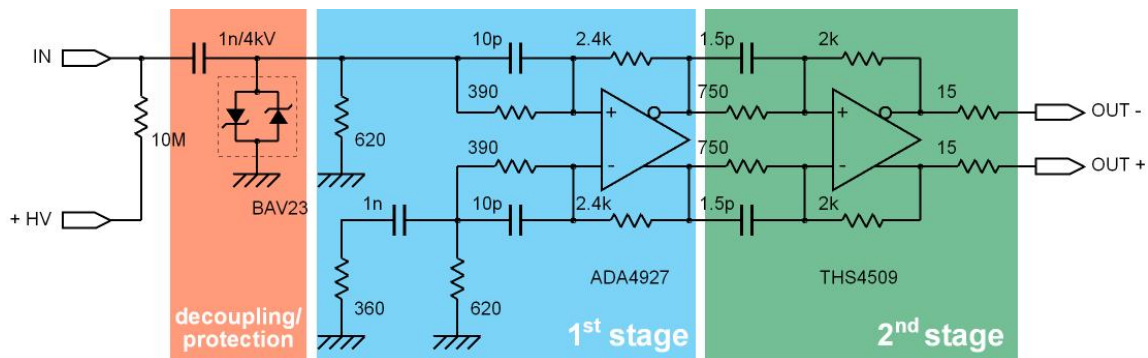 1n/4kV
10p
2.4k
1.5p
2k
IN
390
750
15
OUT -
+
+
10M
620
390
750
15
OUT +
-
-
+ HV
BAV23
1n
10p
2.4k
1.5p
2k
360
620
ADA4927
THS4509
decoupling/
protection
1st stage
2nd stage